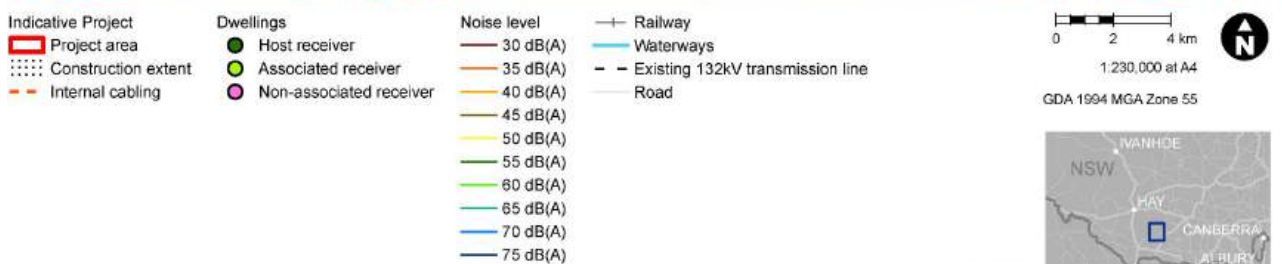 Indicative Project
Project area
Construction extent
Internal cabling
Dwellings
Host receiver
Associated receiver
Non-associated receiver
Noise level
30 dB(A)
35 dB(A)
40 dB(A)
45 dB(A)
50 dB(A)
55 dB(A)
60 dB(A)
65 dB(A)
70 dB(A)
75 dB(A)
Railway
Waterways
Existing 132kV transmission line
Road
0 2 4 km
1:230,000 at A4
GDA 1994 MGA Zone 55
N
IVANHOE
NSW
HAY
CANBERRA
ALBURY